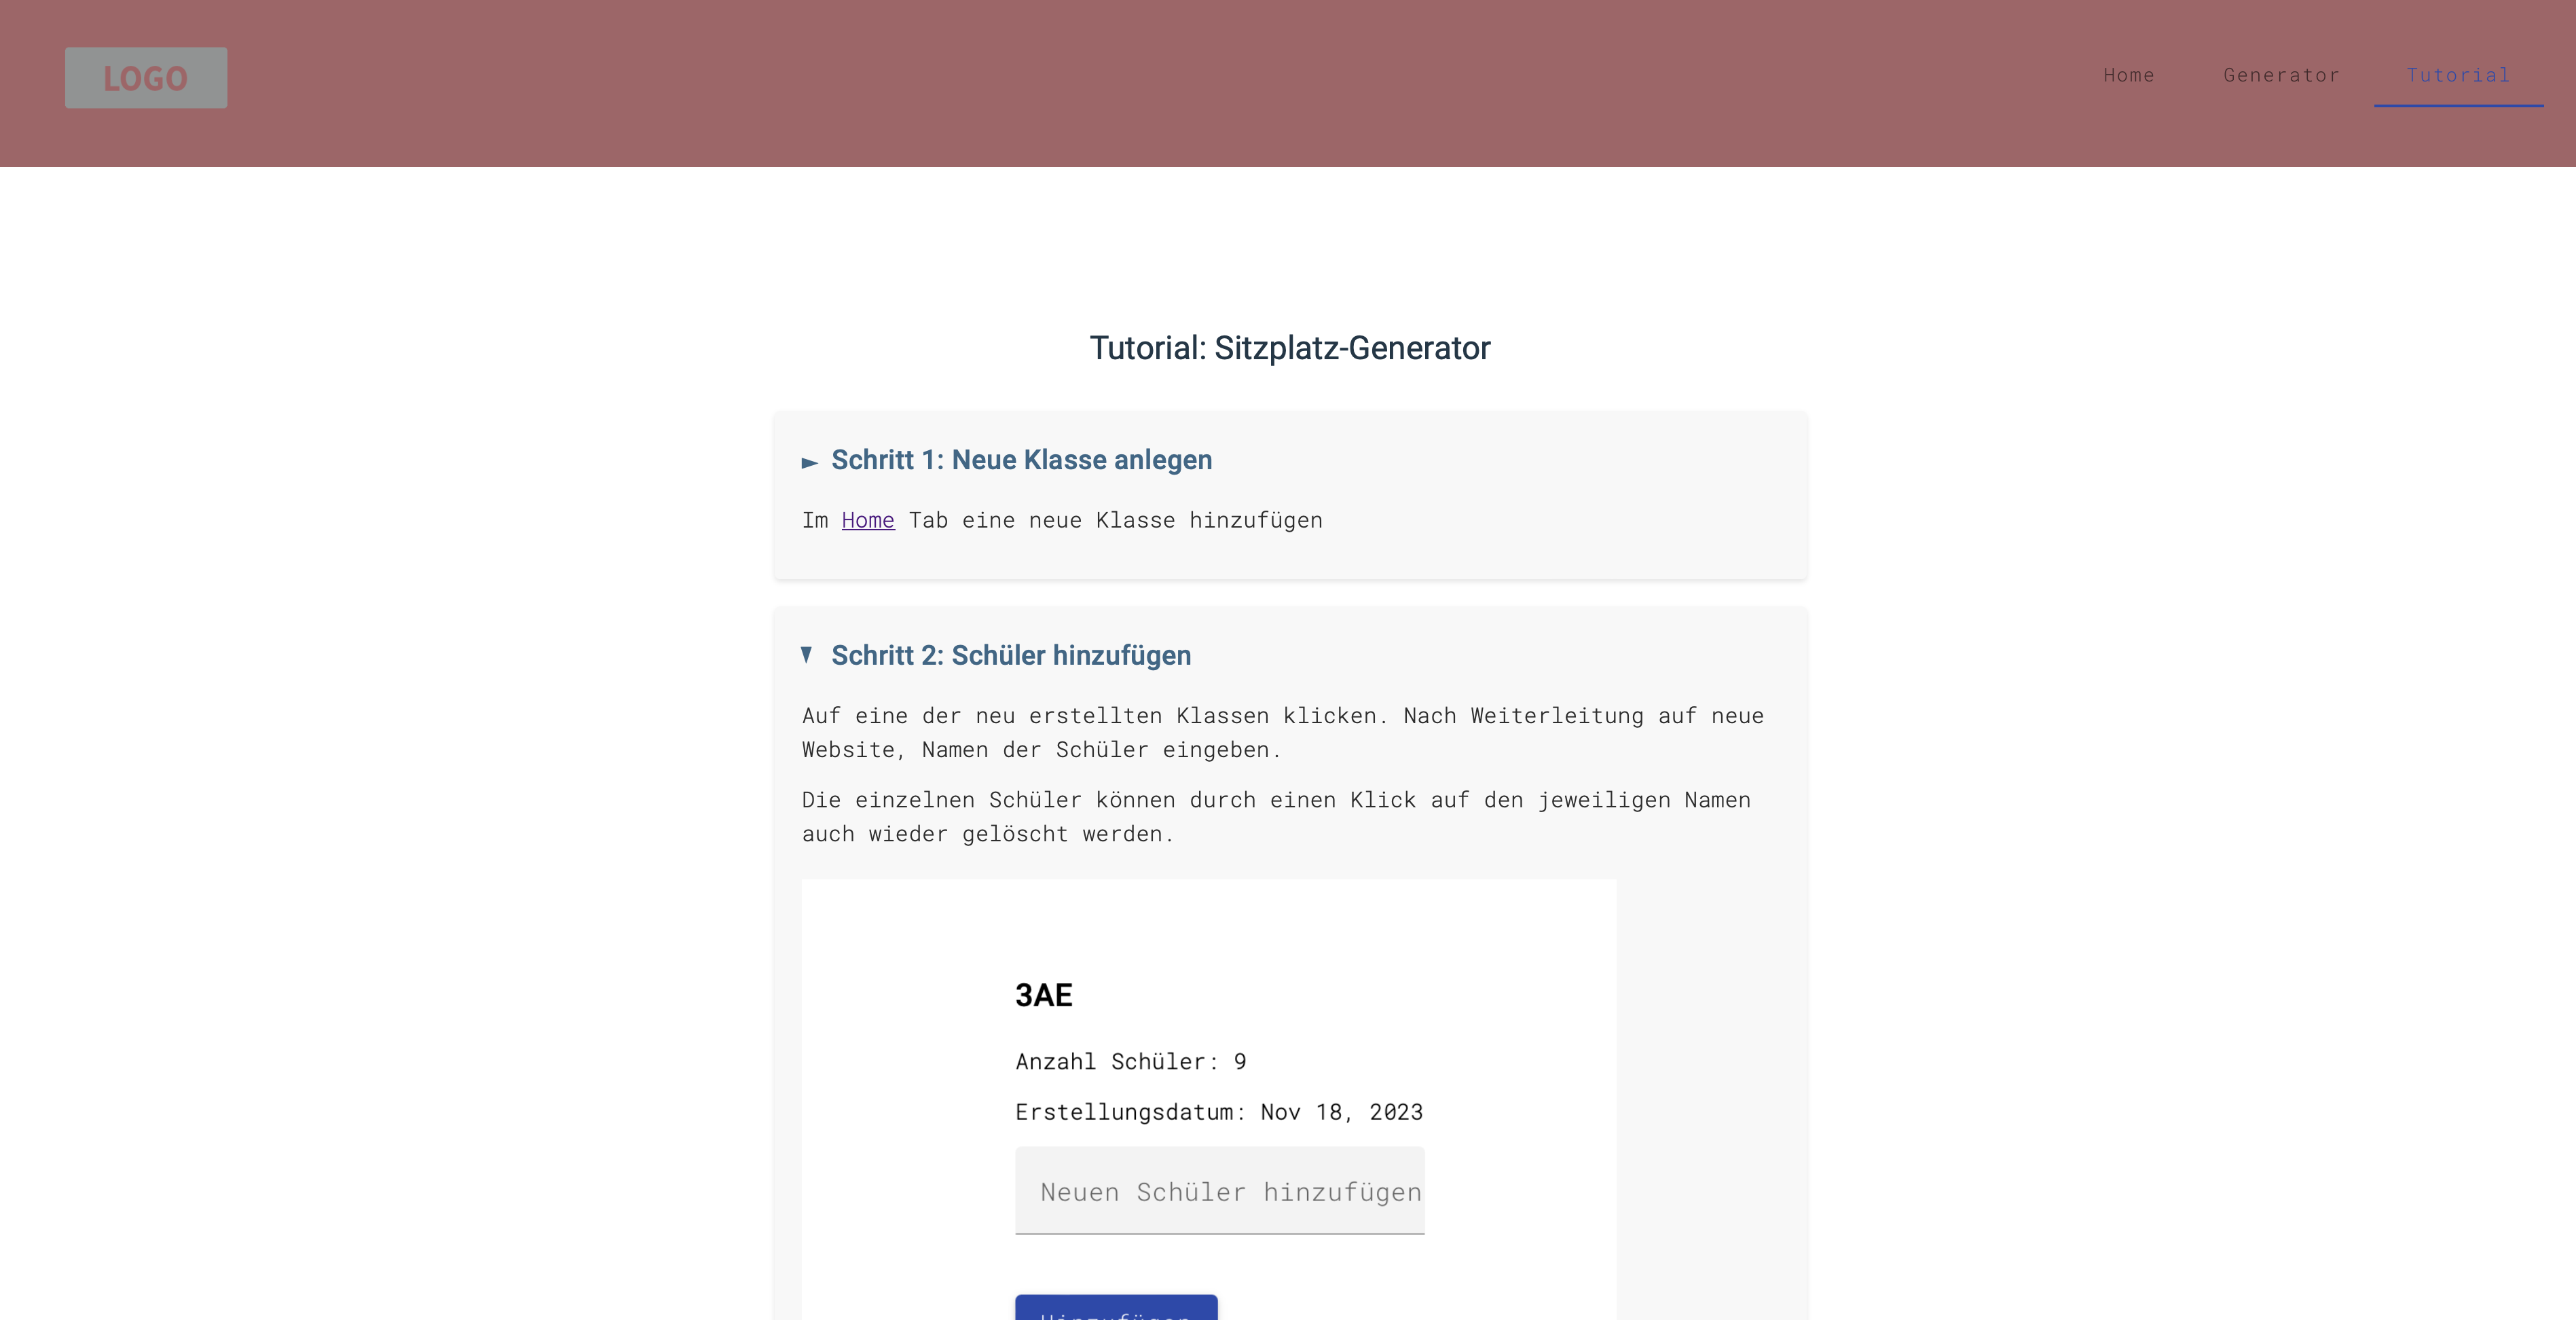 LOGO
Home
Generator
Tutorial
Tutorial: Sitzplatz-Generator
Schritt 1: Neue Klasse anlegen
Im Home Tab eine neue Klasse hinzufügen
Schritt 2: Schüler hinzufügen
Auf eine der neu erstellten Klassen klicken. Nach Weiterleitung auf neue
Website, Namen der Schüler eingeben.
Die einzelnen Schüler können durch einen Klick auf den jeweiligen Namen
auch wieder gelöscht werden.
3AE
Anzahl Schüler: 9
Erstellungsdatum: Nov 18, 2023
Neuen Schüler hinzufügen
Hinzufügen